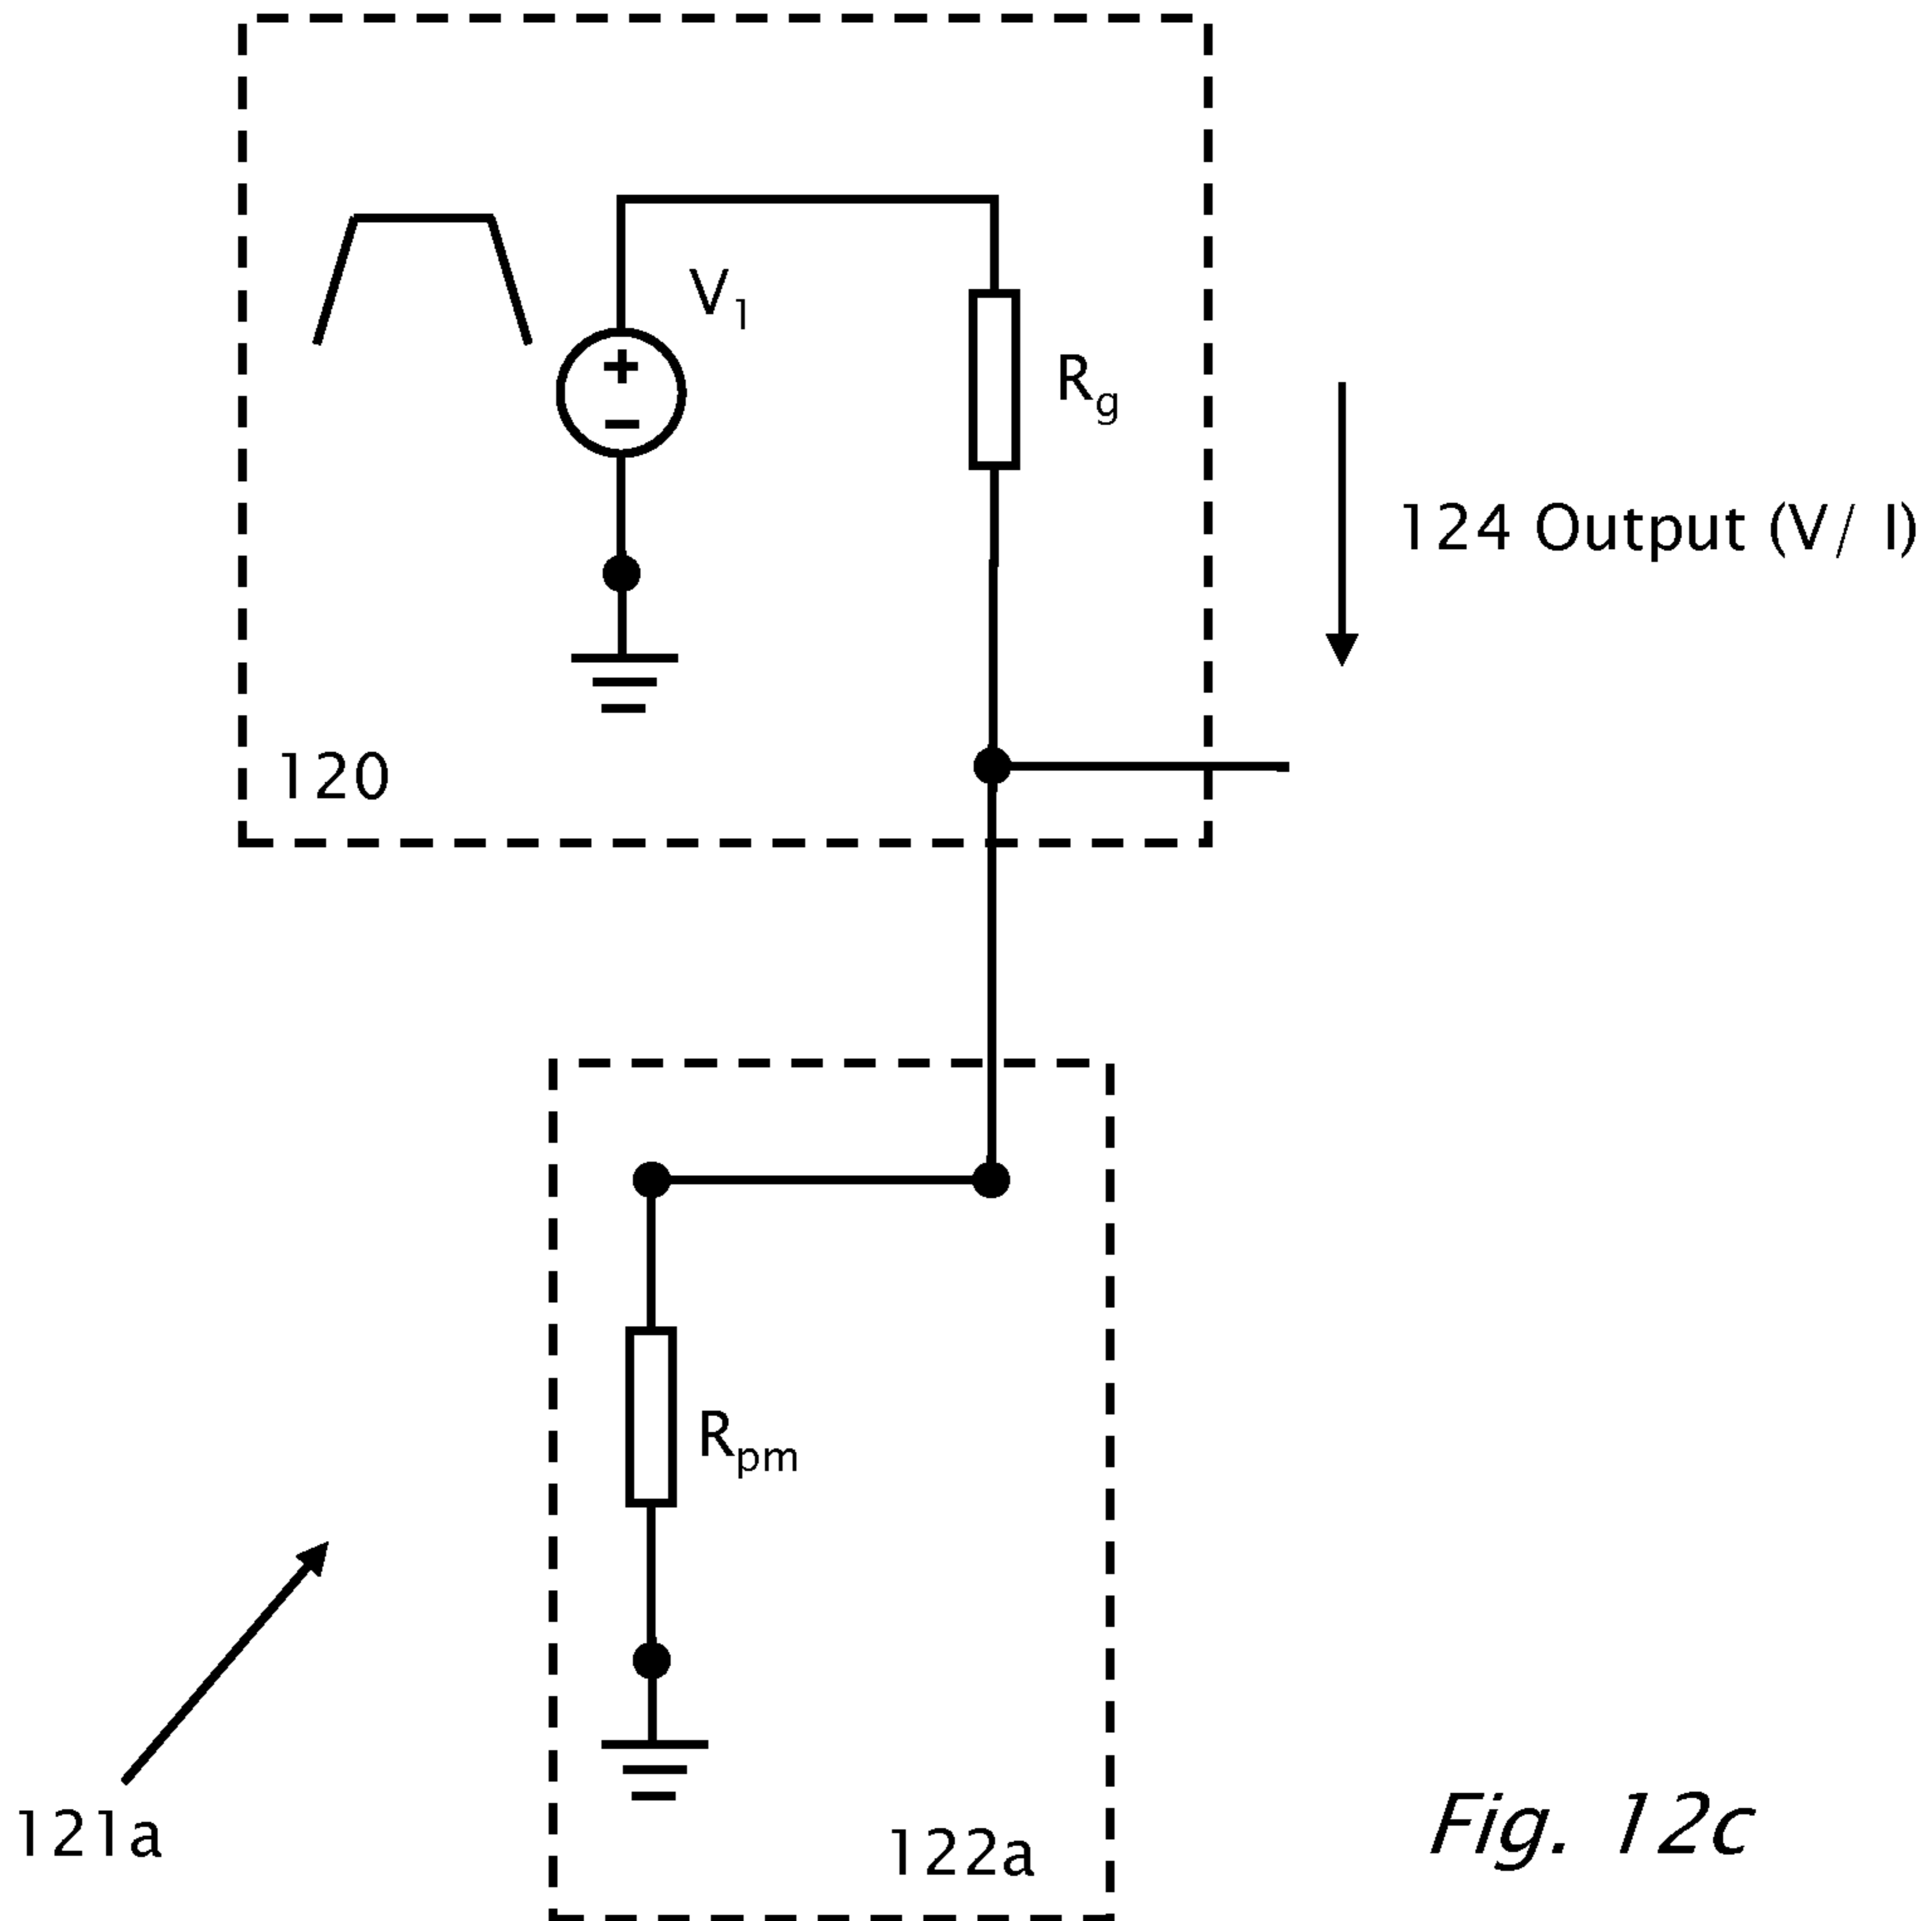 V1
+
−
Rg
124 Output (V/ I)
120
Rpm
121a
122a
Fig. 12c